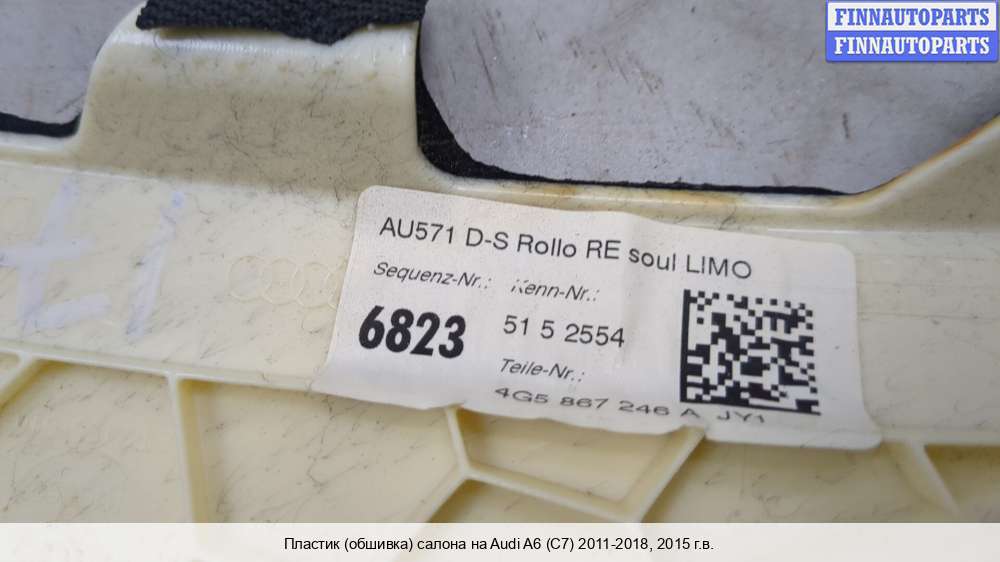 FINNAUTOPARTS
FINNAUTOPARTS
AU571 D-S Rollo RE soul LIMO
Sequenz-Nr.: Kenn-Nr.:
6823 51 5 2554
Teile-Nr.:
4G5 867 246 A JY1
Пластик (обшивка) салона на Audi A6 (C7) 2011-2018, 2015 г.в.